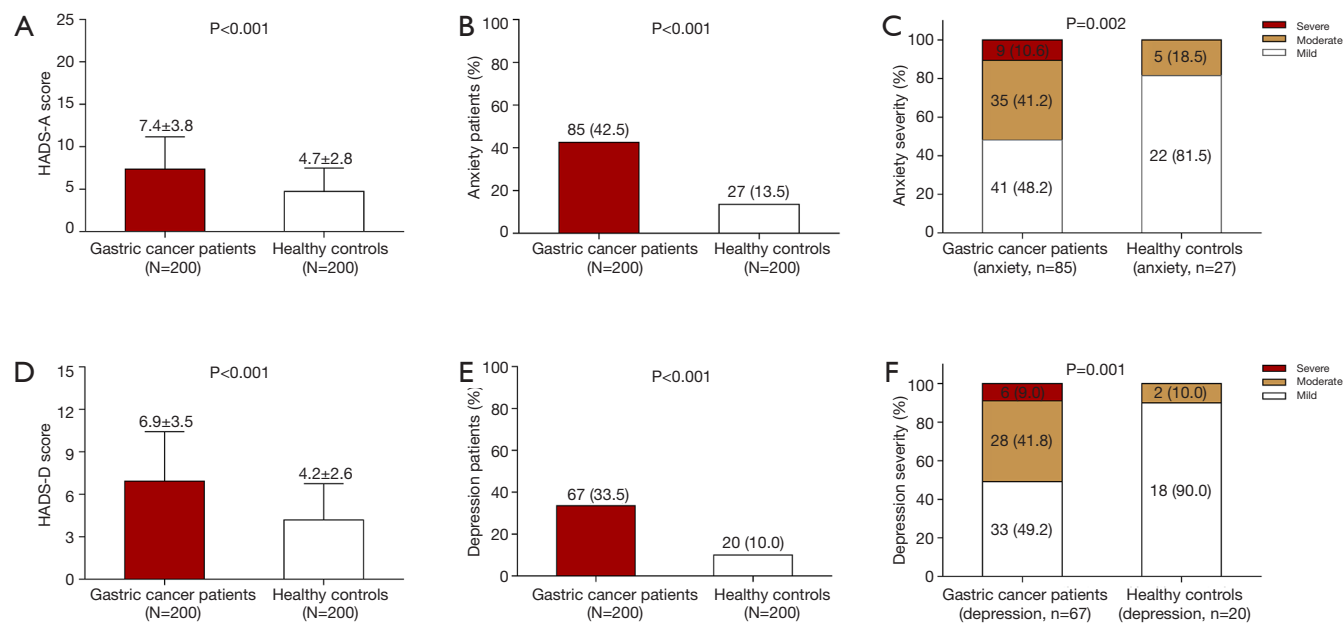 A
P<0.001
25
20
15
10
5
0
HADS-A score
7.4±3.8
4.7±2.8
Gastric cancer patients
(N=200)
Healthy controls
(N=200)
B
P<0.001
100
80
60
40
20
0
Anxiety patients (%)
85 (42.5)
27 (13.5)
Gastric cancer patients
(N=200)
Healthy controls
(N=200)
C
P=0.002
100
80
60
40
20
0
Anxiety severity (%)
9 (10.6)
35 (41.2)
41 (48.2)
5 (18.5)
22 (81.5)
Gastric cancer patients
(anxiety, n=85)
Healthy controls
(anxiety, n=27)
Severe
Moderate
Mild
D
P<0.001
15
12
9
6
3
0
HADS-D score
6.9±3.5
4.2±2.6
Gastric cancer patients
(N=200)
Healthy controls
(N=200)
E
P<0.001
100
80
60
40
20
0
Depression patients (%)
67 (33.5)
20 (10.0)
Gastric cancer patients
(N=200)
Healthy controls
(N=200)
F
P=0.001
100
80
60
40
20
0
Depression severity (%)
6 (9.0)
28 (41.8)
33 (49.2)
2 (10.0)
18 (90.0)
Gastric cancer patients
(depression, n=67)
Healthy controls
(depression, n=20)
Severe
Moderate
Mild